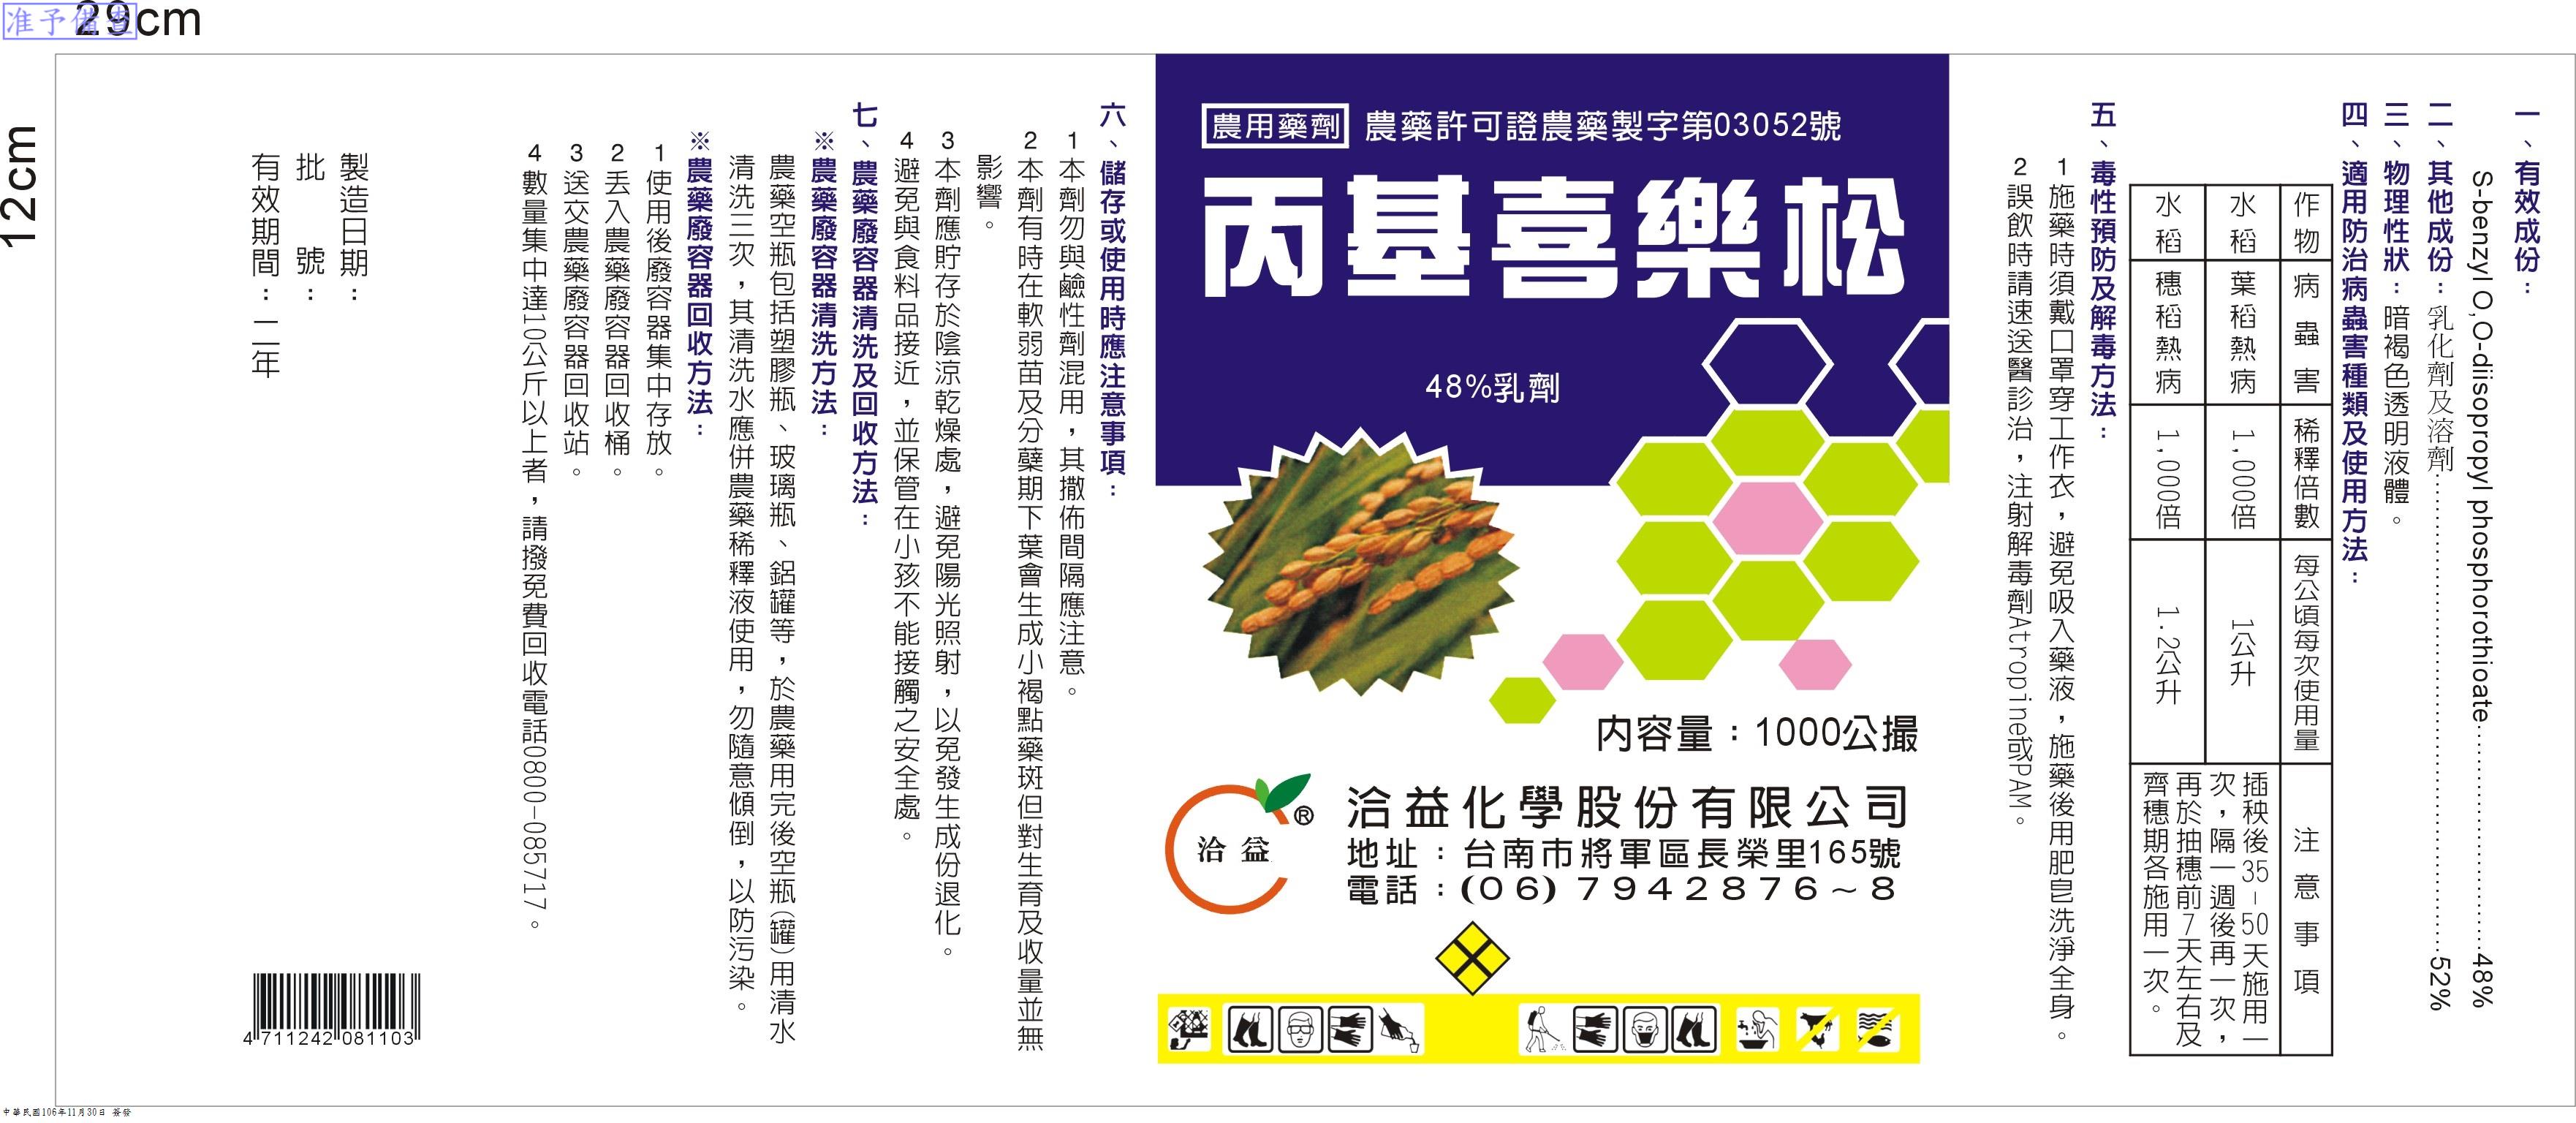 准予備查
29cm
12cm
一、有效成份：
S-benzyl O,O-diisopropyl phosphorothioate……………………48%
二、其他成份：乳化劑及溶劑……………………52%
三、物理性狀：暗褐色透明液體。
四、適用防治病蟲害種類及使用方法：
作物 病蟲害 稀釋倍數 每公頃每次使用量 注意事項
水稻 葉稻熱病 1,000倍 1公升
水稻 穗稻熱病 1,000倍 1.2公升
插秧後35－50天施用一
次，隔一週後再一次，
再於抽穗前7天左右及
齊穗期各施用一次。
五、毒性預防及解毒方法：
1施藥時須戴口罩穿工作衣，避免吸入藥液，施藥後用肥皂洗淨全身。
2誤飲時請速送醫診治，注射解毒劑Atropine或PAM。
農用藥劑 農藥許可證農藥製字第03052號
丙基喜樂松
48%乳劑
內容量：1000公撮
洽益
®
洽益化學股份有限公司
地址：台南市將軍區長榮里165號
電話：(06)7942876~8
六、儲存或使用時應注意事項：
1本劑勿與鹼性劑混用，其撒佈間隔應注意。
2本劑有時在軟弱苗及分蘗期下葉會生成小褐點藥斑但對生育及收量並無
影響。
3本劑應貯存於陰涼乾燥處，避免陽光照射，以免發生成份退化。
4避免與食料品接近，並保管在小孩不能接觸之安全處。
七、農藥廢容器清洗及回收方法：
※農藥廢容器清洗方法：
農藥空瓶包括塑膠瓶、玻璃瓶、鋁罐等，於農藥用完後空瓶(罐)用清水
清洗三次，其清洗水應併農藥稀釋液使用，勿隨意傾倒，以防污染。
※農藥廢容器回收方法：
1使用後廢容器集中存放。
2丟入農藥廢容器回收桶。
3送交農藥廢容器回收站。
4數量集中達10公斤以上者，請撥免費回收電話0800-085717。
製造日期：
批號：
有效期間：二年
4711242081103
中華民國106年11月30日 簽發